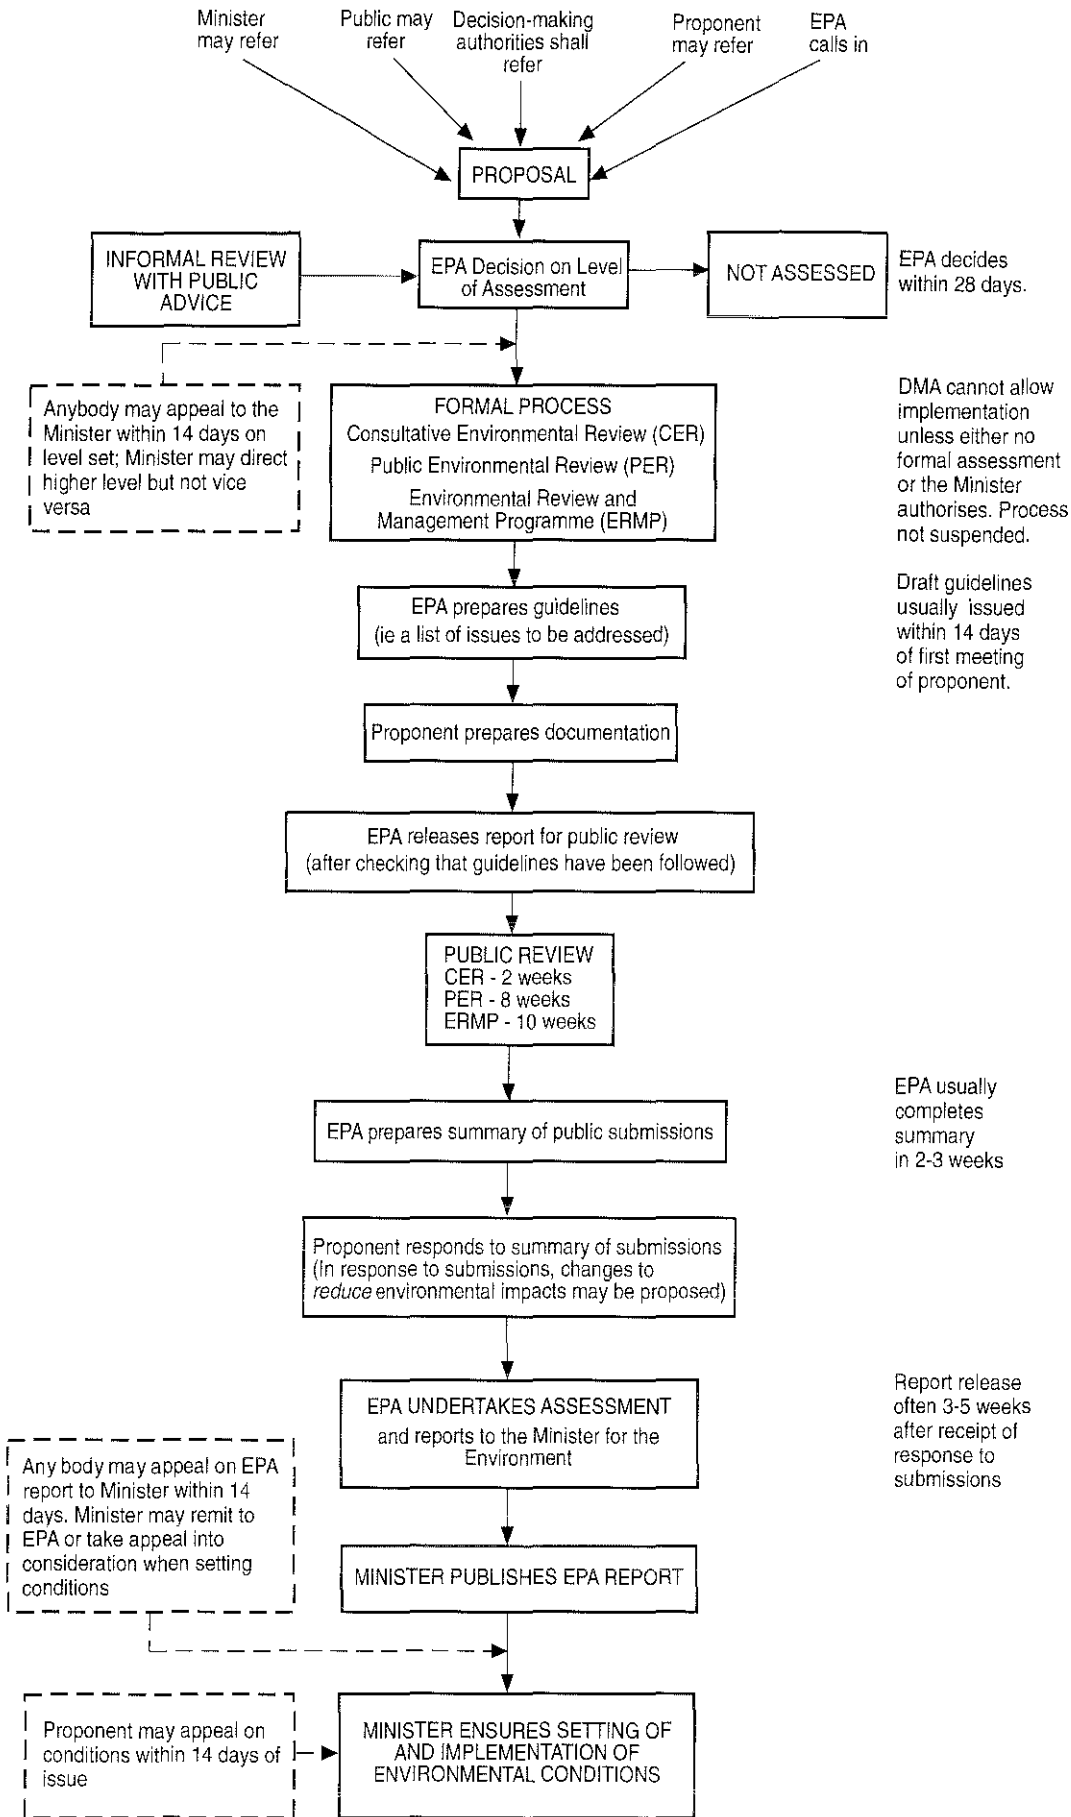 Minister
may refer
Public may
refer
Decision-making
authorities shall
refer
Proponent
may refer
EPA
calls in
PROPOSAL
INFORMAL REVIEW
WITH PUBLIC
ADVICE
EPA Decision on Level
of Assessment
NOT ASSESSED
EPA decides
within 28 days.
Anybody may appeal to the
Minister within 14 days on
level set; Minister may direct
higher level but not vice
versa
FORMAL PROCESS
Consultative Environmental Review (CER)
Public Environmental Review (PER)
Environmental Review and
Management Programme (ERMP)
DMA cannot allow
implementation
unless either no
formal assessment
or the Minister
authorises. Process
not suspended.
EPA prepares guidelines
(ie a list of issues to be addressed)
Draft guidelines
usually issued
within 14 days
of first meeting
of proponent.
Proponent prepares documentation
EPA releases report for public review
(after checking that guidelines have been followed)
PUBLIC REVIEW
CER - 2 weeks
PER - 8 weeks
ERMP - 10 weeks
EPA prepares summary of public submissions
EPA usually
completes
summary
in 2-3 weeks
Proponent responds to summary of submissions
(In response to submissions, changes to
reduce environmental impacts may be proposed)
EPA UNDERTAKES ASSESSMENT
and reports to the Minister for the
Environment
Report release
often 3-5 weeks
after receipt of
response to
submissions
Any body may appeal on EPA
report to Minister within 14
days. Minister may remit to
EPA or take appeal into
consideration when setting
conditions
MINISTER PUBLISHES EPA REPORT
Proponent may appeal on
conditions within 14 days of
issue
MINISTER ENSURES SETTING OF
AND IMPLEMENTATION OF
ENVIRONMENTAL CONDITIONS